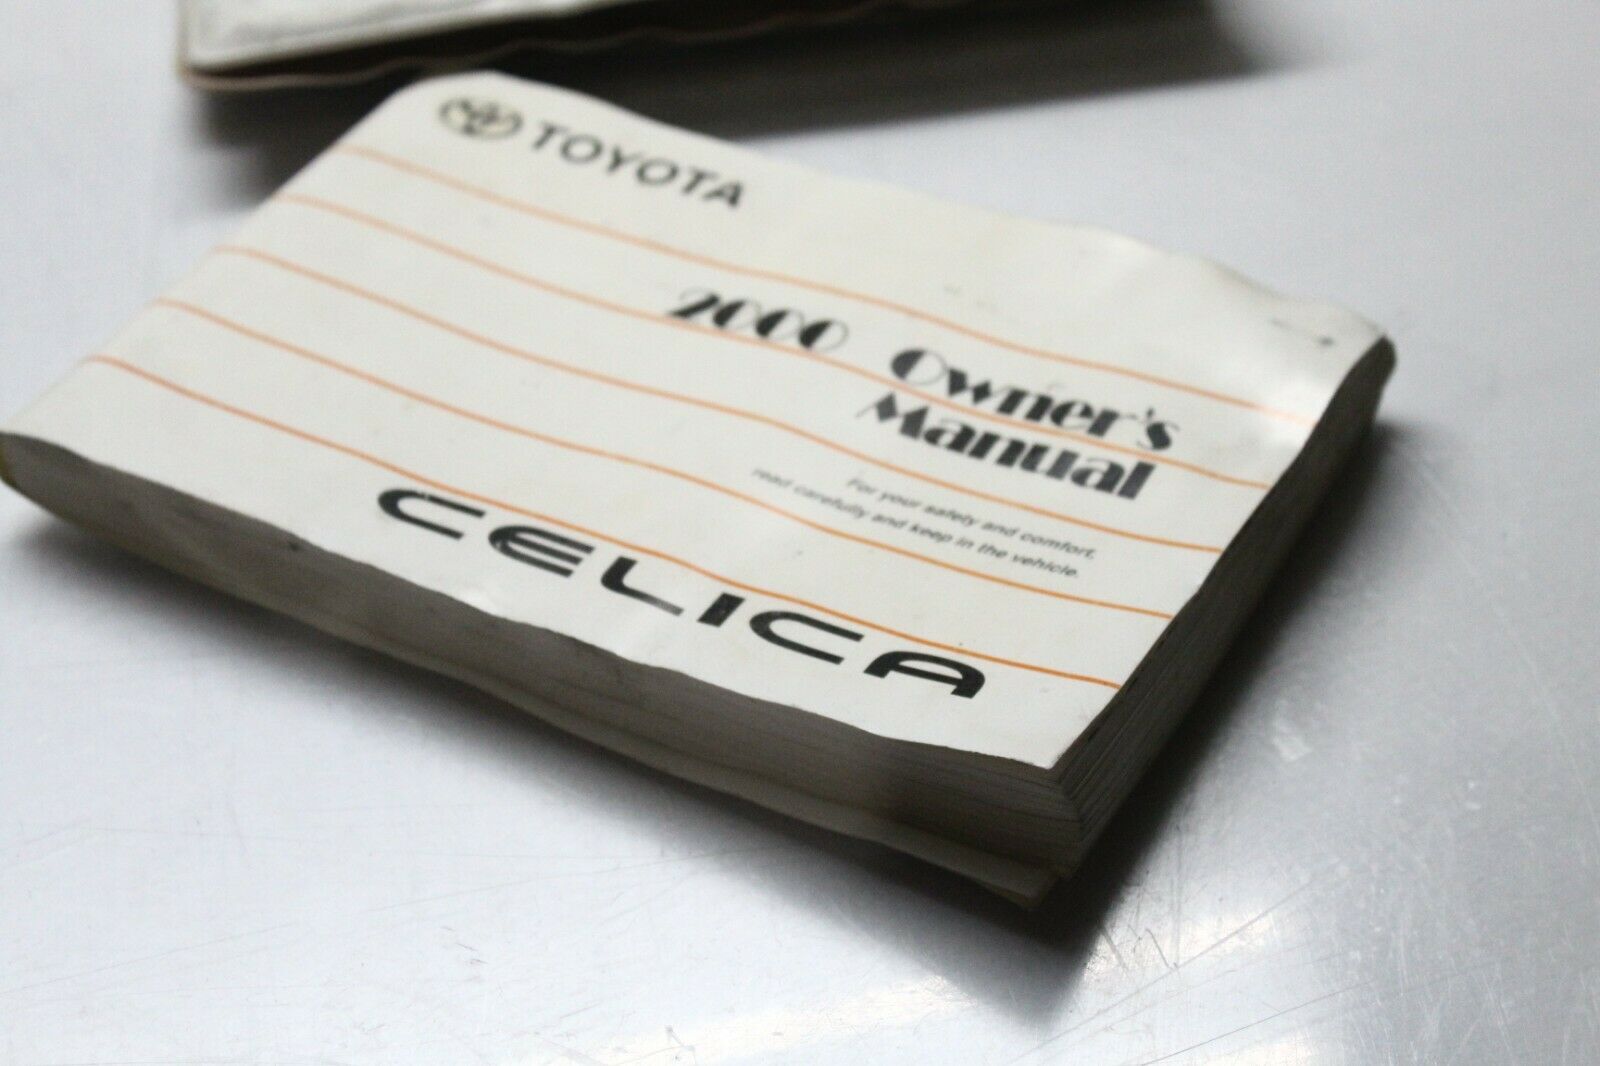 TOYOTA
2000 Owner's
Manual
For your safety and comfort,
read carefully and keep in the vehicle.
CELICA